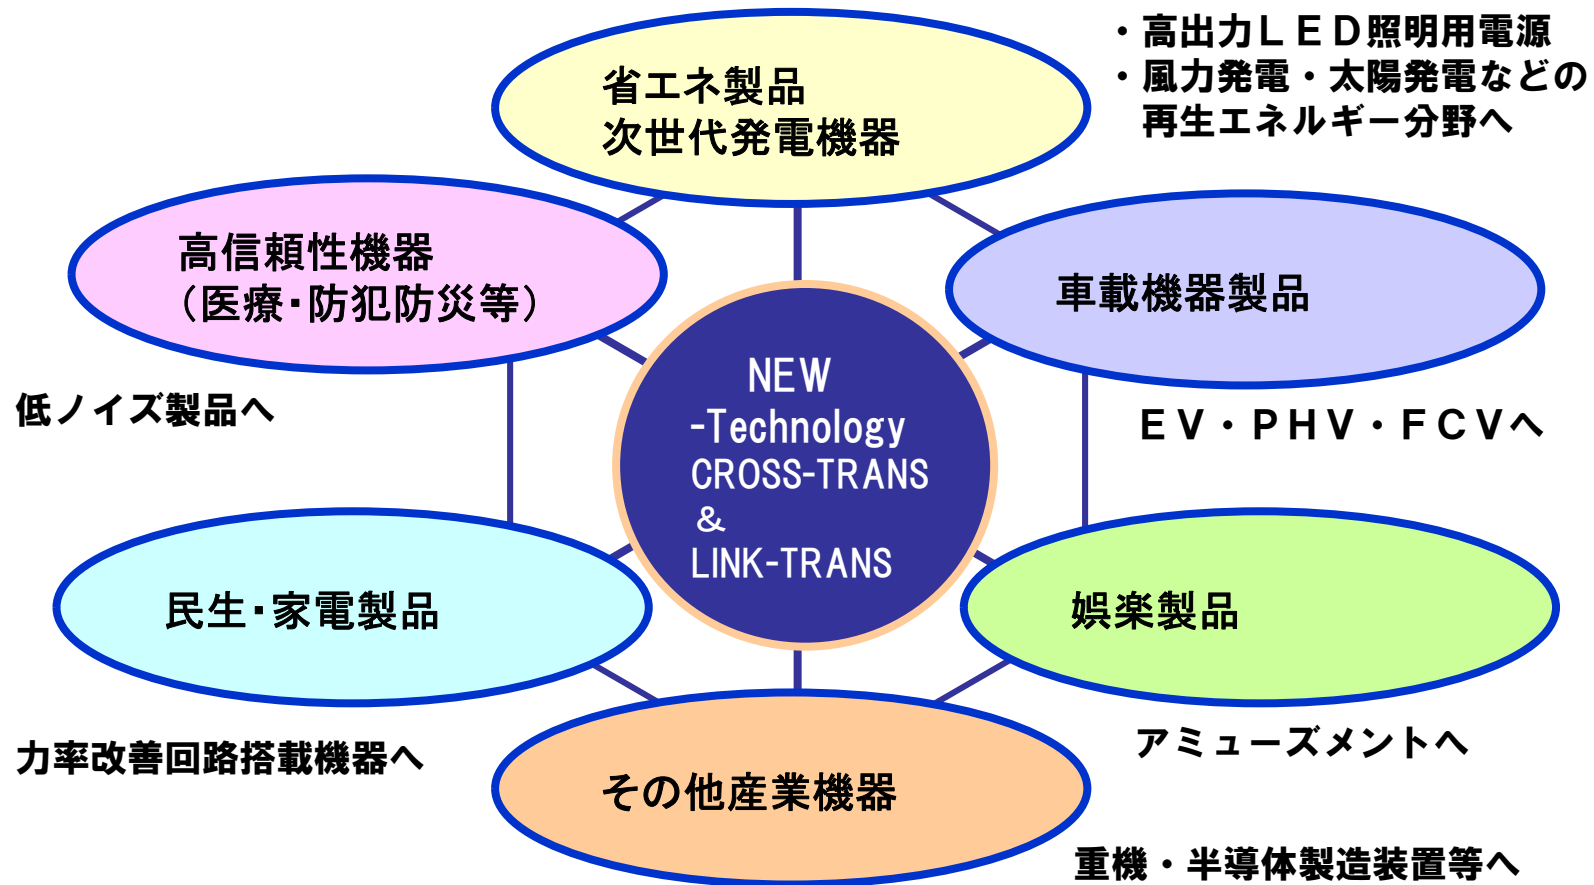 省エネ製品
次世代発電機器
・高出力ＬＥＤ照明用電源
・風力発電・太陽発電などの
再生エネルギー分野へ
高信頼性機器
（医療・防犯防災等）
低ノイズ製品へ
車載機器製品
ＥＶ・ＰＨＶ・ＦＣＶへ
NEW
-Technology
CROSS-TRANS
＆
LINK-TRANS
民生・家電製品
力率改善回路搭載機器へ
娯楽製品
アミューズメントへ
その他産業機器
重機・半導体製造装置等へ